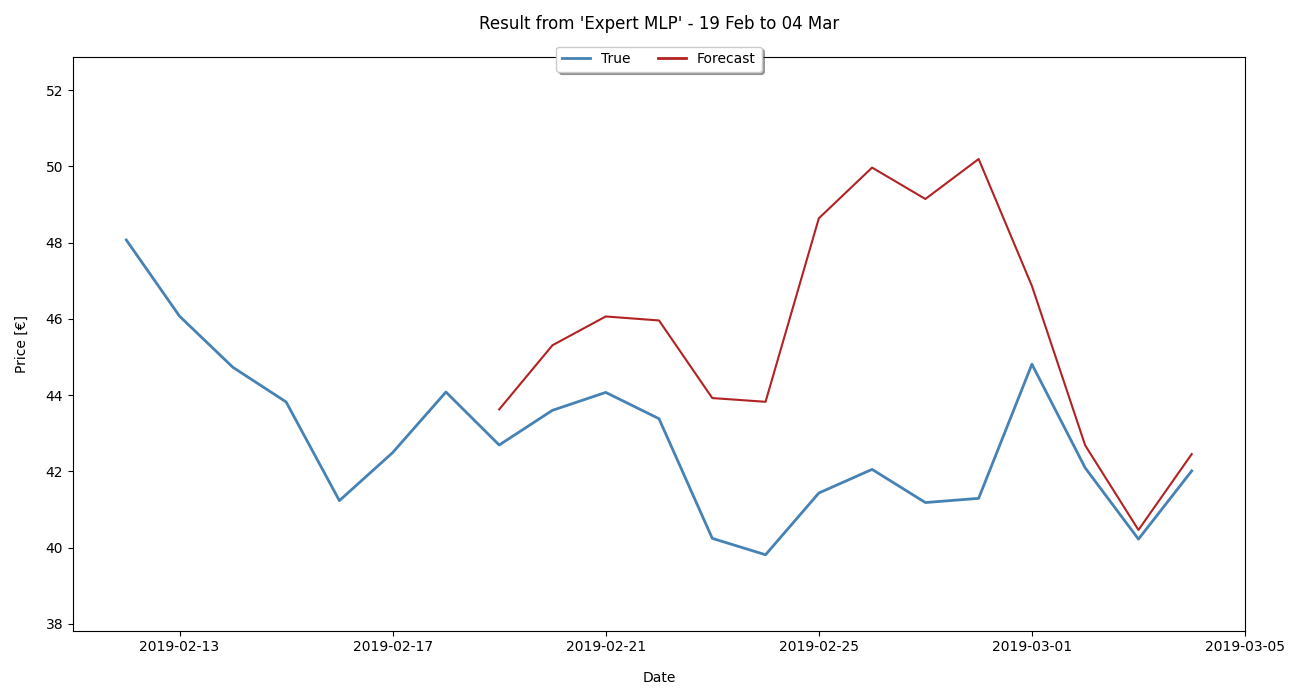 Result from 'Expert MLP' - 19 Feb to 04 Mar
True Forecast
52
50
48
46
44
42
40
38
Price [€]
2019-02-13 2019-02-17 2019-02-21 2019-02-25 2019-03-01 2019-03-05
Date